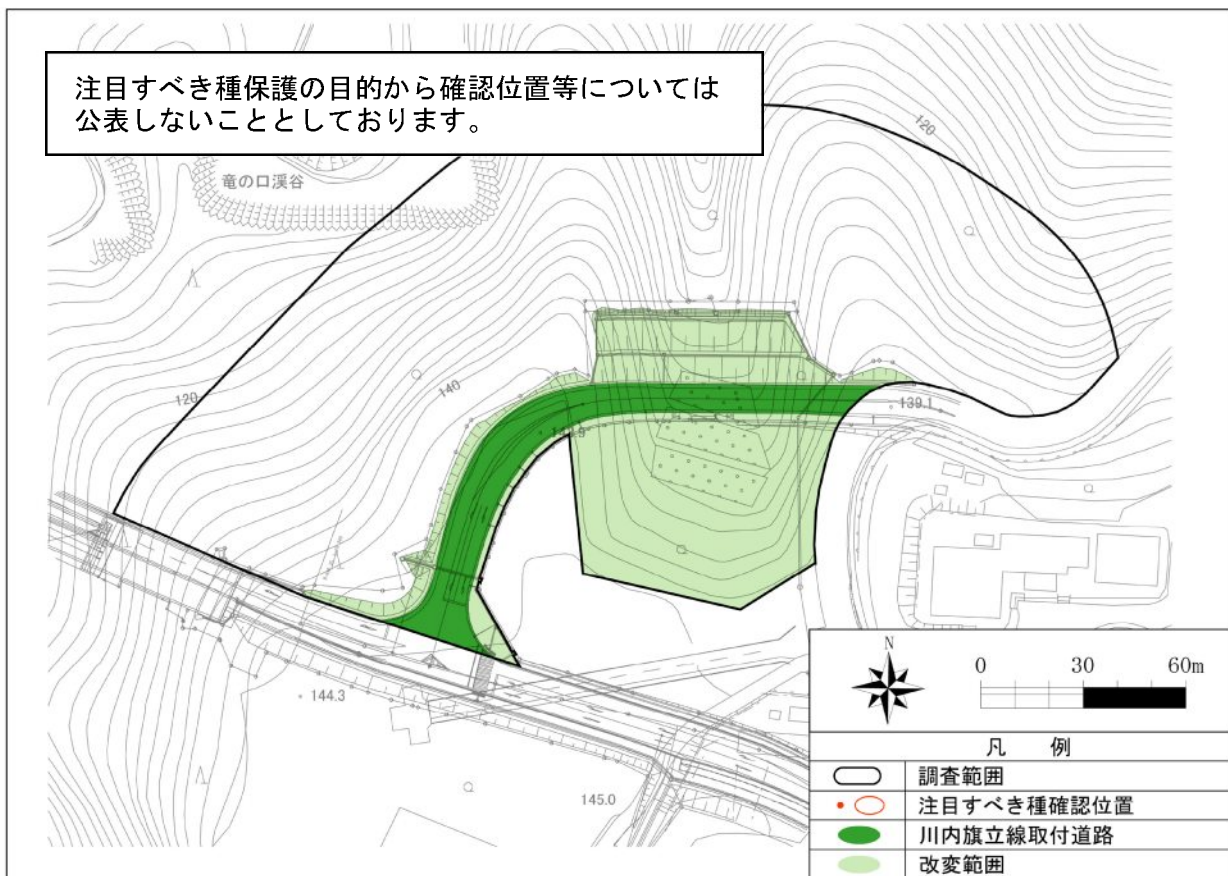 注目すべき種保護の目的から確認位置等については
公表しないこととしております。
竜の口渓谷
120
120
140
139.1
144.3
145.0
N
0 30 60m
凡 例
調査範囲
注目すべき種確認位置
川内旗立線取付道路
改変範囲